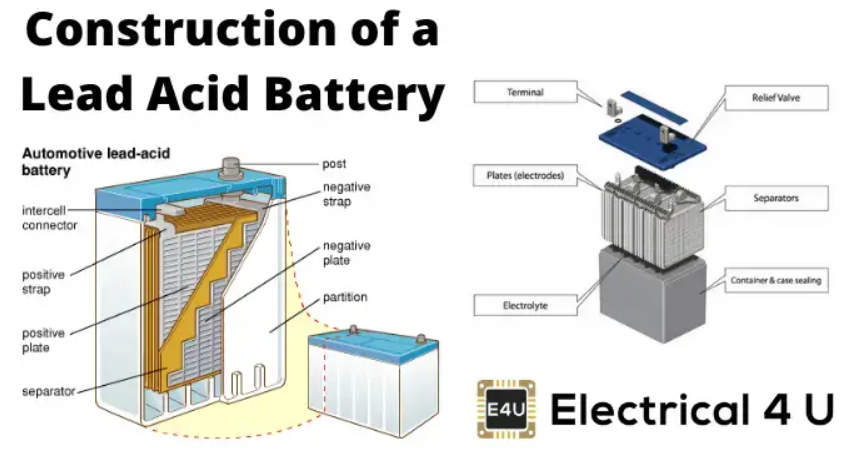 Construction of a
Lead Acid Battery
Automotive lead-acid
battery
post
negative
strap
intercell
connector
negative
plate
positive
strap
partition
positive
plate
separator
Terminal
Relief Valve
Plates (electrodes)
Separators
Container & case sealing
Electrolyte
E4U
Electrical 4 U